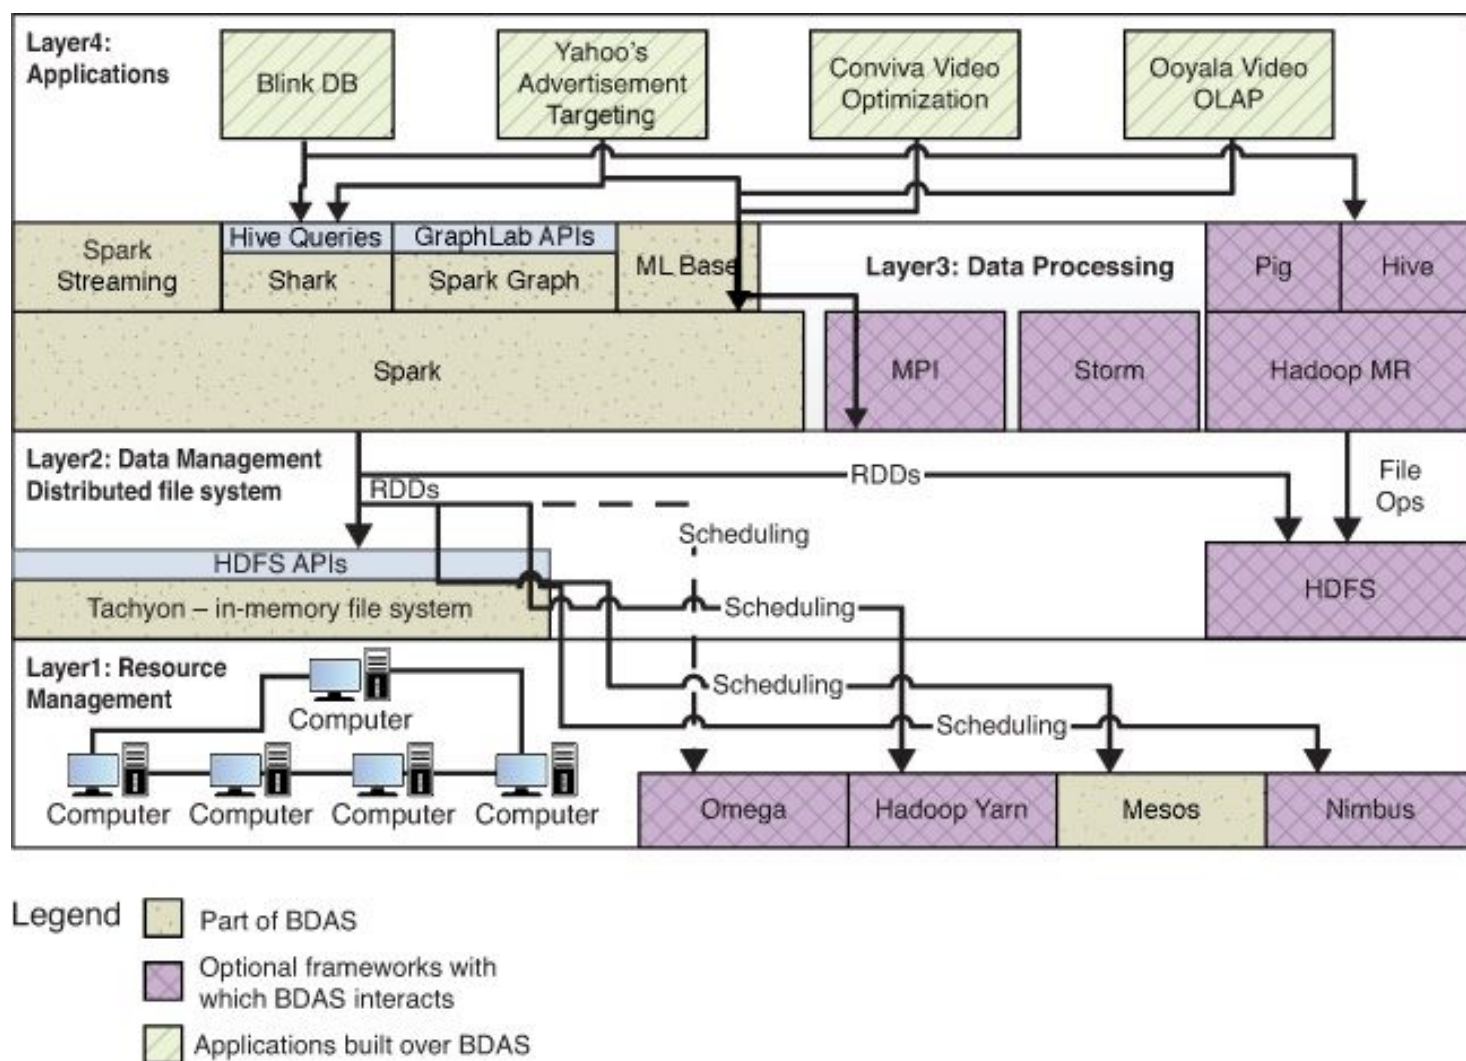 Layer4:
Applications
Blink DB
Yahoo's
Advertisement
Targeting
Conviva Video
Optimization
Ooyala Video
OLAP
Spark
Streaming
Hive Queries
Shark
GraphLab APIs
Spark Graph
ML Base
Layer3: Data Processing
Pig
Hive
Spark
MPI
Storm
Hadoop MR
Layer2: Data Management
Distributed file system
RDDs
RDDs
File
Ops
Scheduling
HDFS APIs
Tachyon – in-memory file system
Scheduling
HDFS
Layer1: Resource
Management
Scheduling
Scheduling
Computer
Computer
Computer
Computer
Computer
Omega
Hadoop Yarn
Mesos
Nimbus
Legend
Part of BDAS
Optional frameworks with
which BDAS interacts
Applications built over BDAS